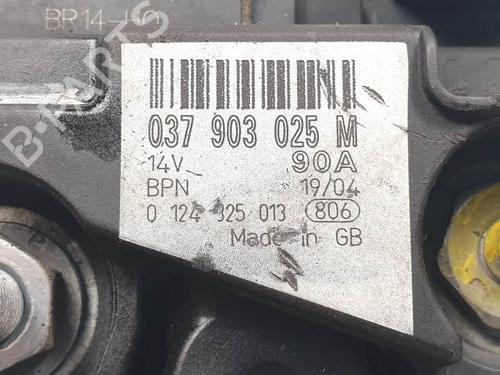 BR14-
B-PARTS
037 903 025 M
14V 90A
BPN 19/04
0 124 325 013 806
Made in GB